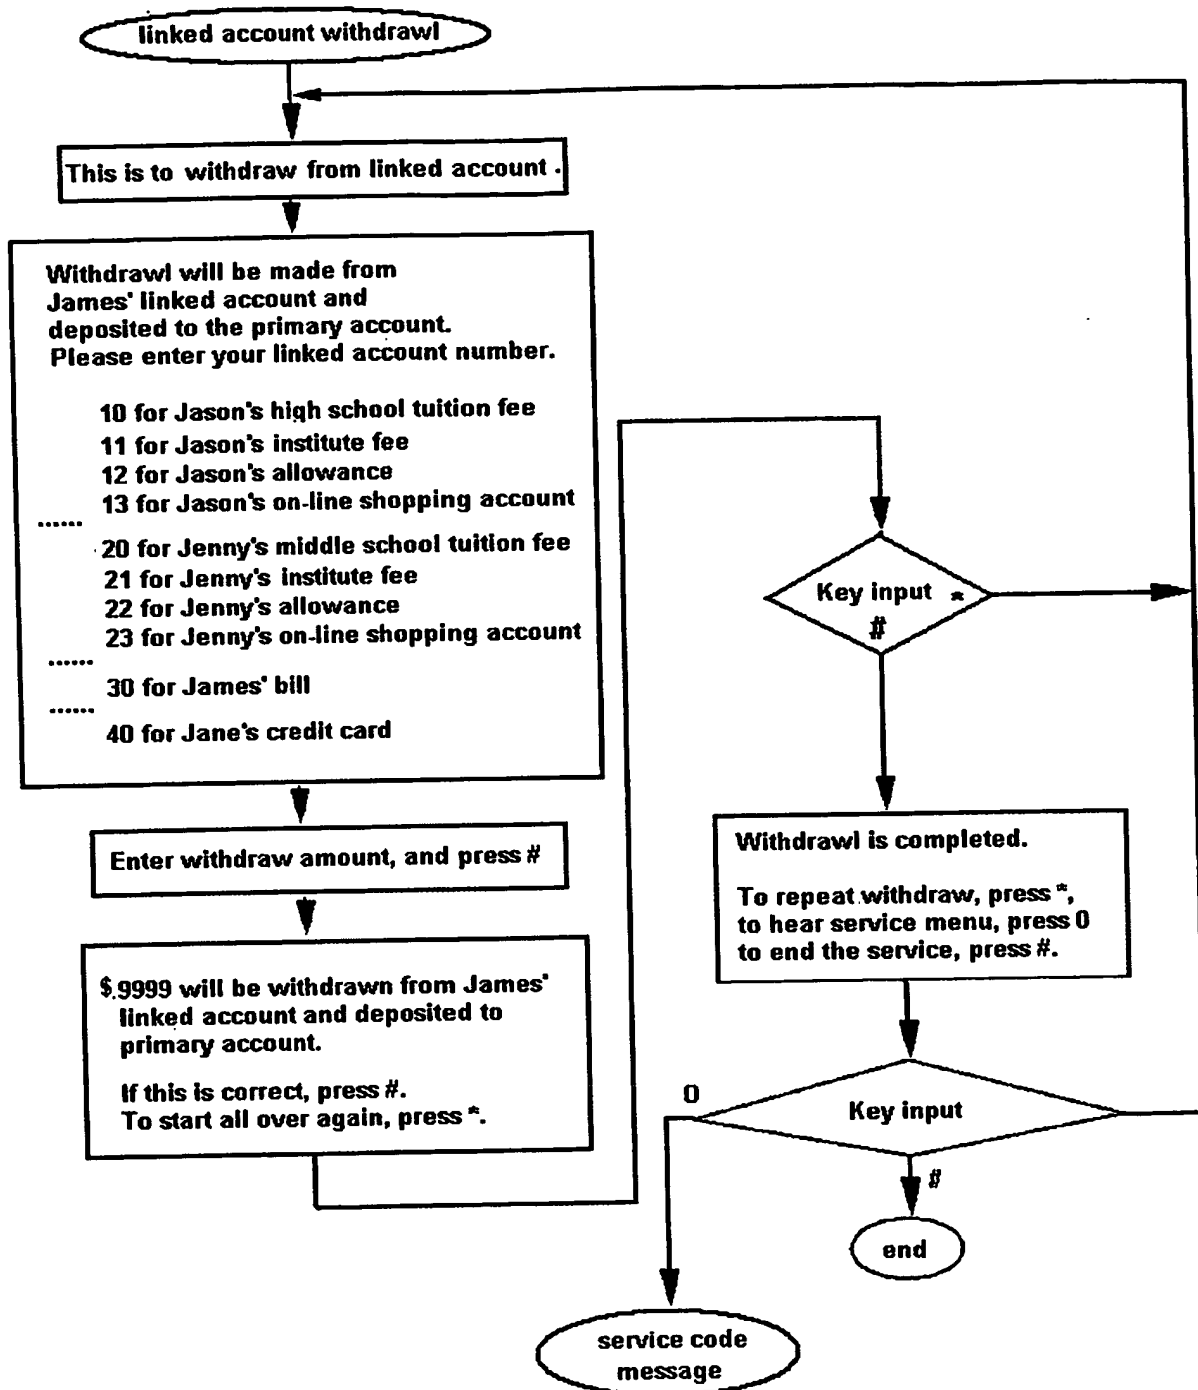 linked account withdrawl
This is to withdraw from linked account .
Withdrawl will be made from
James' linked account and
deposited to the primary account.
Please enter your linked account number.
10 for Jason's high school tuition fee
11 for Jason's institute fee
12 for Jason's allowance
13 for Jason's on-line shopping account
......
20 for Jenny's middle school tuition fee
21 for Jenny's institute fee
22 for Jenny's allowance
23 for Jenny's on-line shopping account
......
30 for James' bill
......
40 for Jane's credit card
Enter withdraw amount, and press #
$.9999 will be withdrawn from James'
linked account and deposited to
primary account.
If this is correct, press #.
To start all over again, press *.
Key input *
#
Withdrawl is completed.
To repeat withdraw, press *,
to hear service menu, press 0
to end the service, press #.
0
Key input
#
end
service code
message